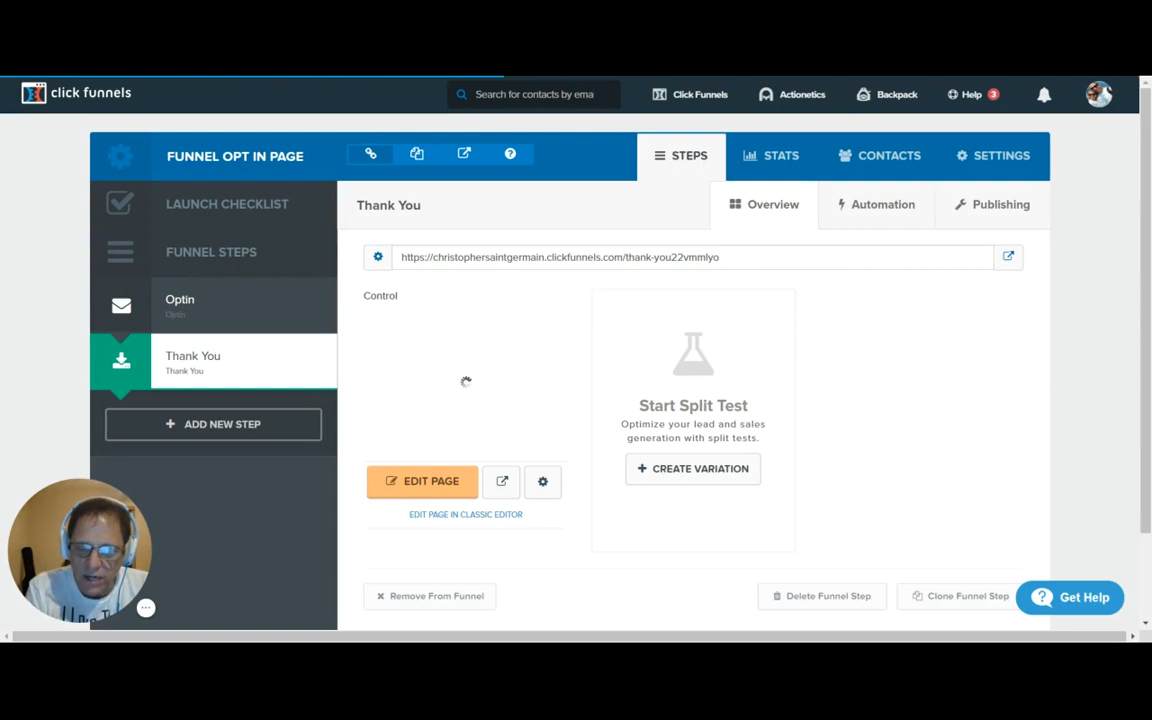 click funnels
Search for contacts by ema
Click Funnels
Actionetics
Backpack
Help 3
FUNNEL OPT IN PAGE
STEPS
STATS
CONTACTS
SETTINGS
LAUNCH CHECKLIST
Thank You
Overview
Automation
Publishing
FUNNEL STEPS
https://christophersaintgermain.clickfunnels.com/thank-you22vmmlyo
Optin
Optin
Control
Thank You
Thank You
Start Split Test
Optimize your lead and sales
generation with split tests.
+ ADD NEW STEP
+ CREATE VARIATION
EDIT PAGE
EDIT PAGE IN CLASSIC EDITOR
Remove From Funnel
Delete Funnel Step
Clone Funnel Step
Get Help